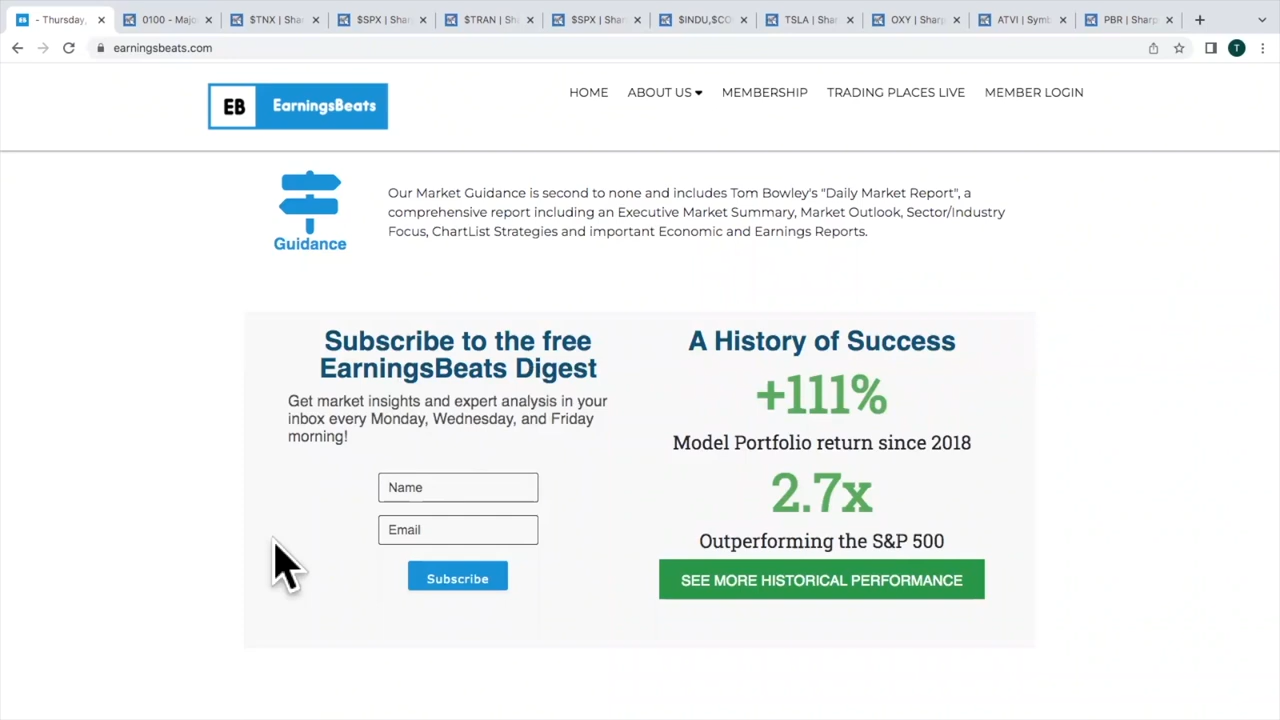 - Thursday,
0100 - Majo
$TNX | Sha
$SPX | Shar
$TRAN | Sh
$SPX | Shar
$INDU,$CO
TSLA | Shar
OXY | Sharp
ATVI | Symb
PBR | Sharp
earningsbeats.com
T
EB EarningsBeats
HOME
ABOUT US
MEMBERSHIP
TRADING PLACES LIVE
MEMBER LOGIN
Guidance
Our Market Guidance is second to none and includes Tom Bowley's "Daily Market Report", a
comprehensive report including an Executive Market Summary, Market Outlook, Sector/Industry
Focus, ChartList Strategies and important Economic and Earnings Reports.
Subscribe to the free
EarningsBeats Digest
Get market insights and expert analysis in your
inbox every Monday, Wednesday, and Friday
morning!
Name
Email
Subscribe
A History of Success
+111%
Model Portfolio return since 2018
2.7x
Outperforming the S&P 500
SEE MORE HISTORICAL PERFORMANCE